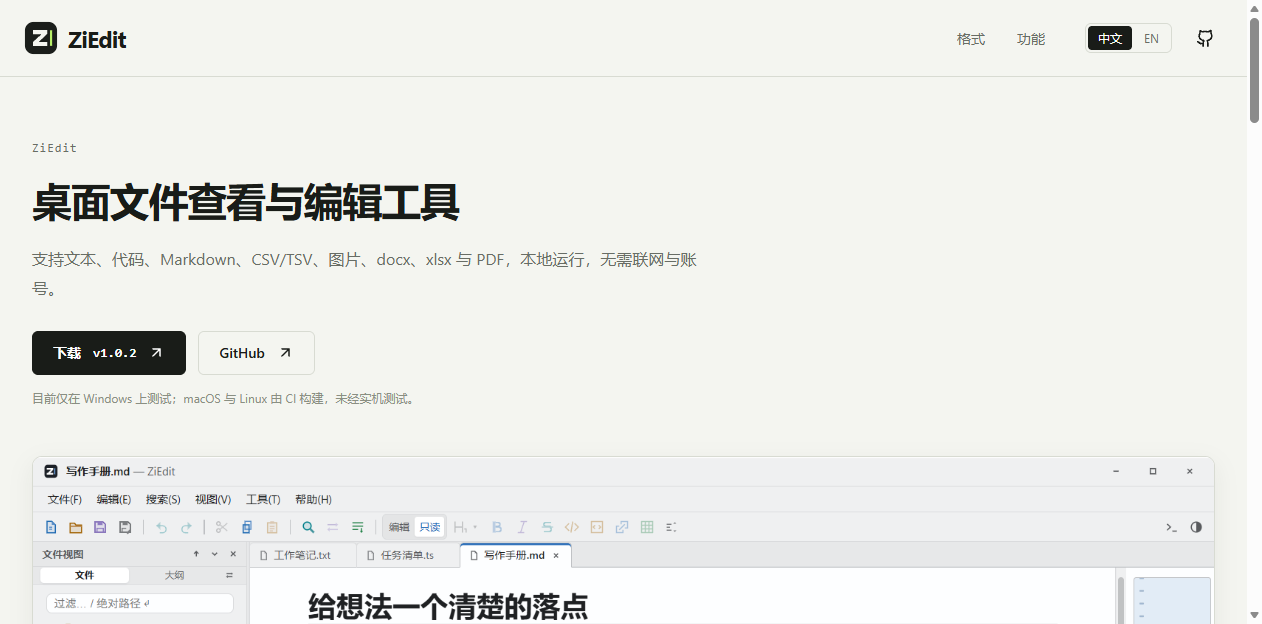 ZiEdit
格式 功能 中文 EN
ZiEdit
桌面文件查看与编辑工具
支持文本、代码、Markdown、CSV/TSV、图片、docx、xlsx 与 PDF，本地运行，无需联网与账
号。
下载 v1.0.2 GitHub
目前仅在 Windows 上测试；macOS 与 Linux 由 CI 构建，未经实机测试。
写作手册.md — ZiEdit
文件(F) 编辑(E) 搜索(S) 视图(V) 工具(T) 帮助(H)
编辑 只读
文件视图
工作笔记.txt 任务清单.ts 写作手册.md
文件 大纲
过滤... / 绝对路径
给想法一个清楚的落点